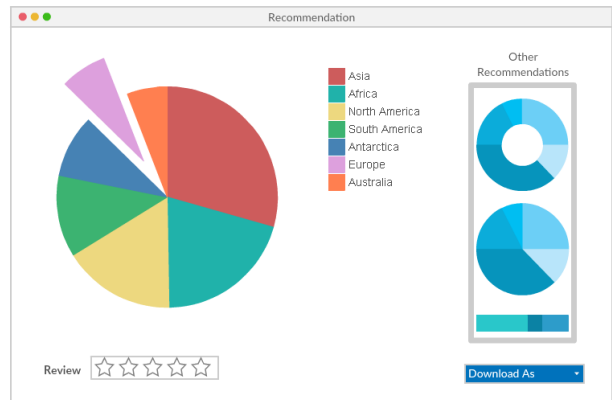 Recommendation
Asia
Africa
North America
South America
Antarctica
Europe
Australia
Other
Recommendations
Review
Download As